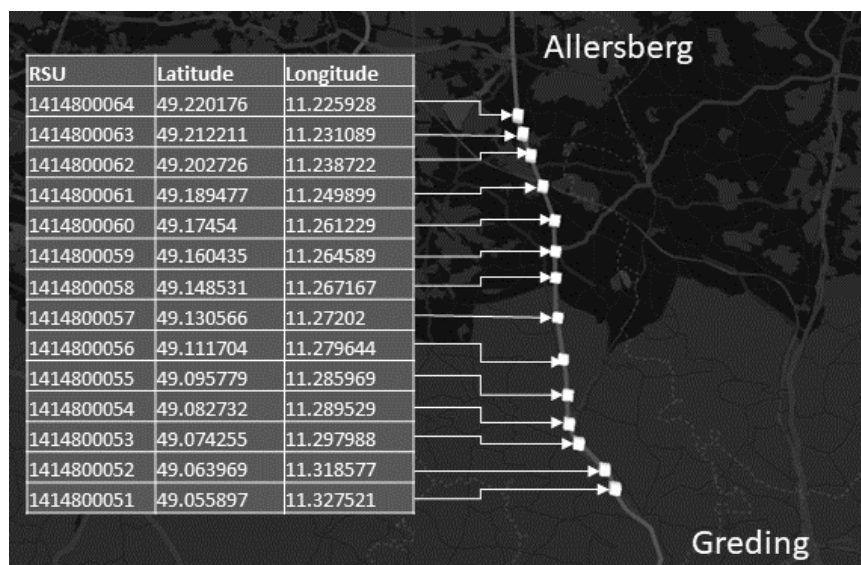 Allersberg
RSU Latitude Longitude
1414800064 49.220176 11.225928
1414800063 49.212211 11.231089
1414800062 49.202726 11.238722
1414800061 49.189477 11.249899
1414800060 49.17454 11.261229
1414800059 49.160435 11.264589
1414800058 49.148531 11.267167
1414800057 49.130566 11.27202
1414800056 49.111704 11.279644
1414800055 49.095779 11.285969
1414800054 49.082732 11.289529
1414800053 49.074255 11.297988
1414800052 49.063969 11.318577
1414800051 49.055897 11.327521
Greding